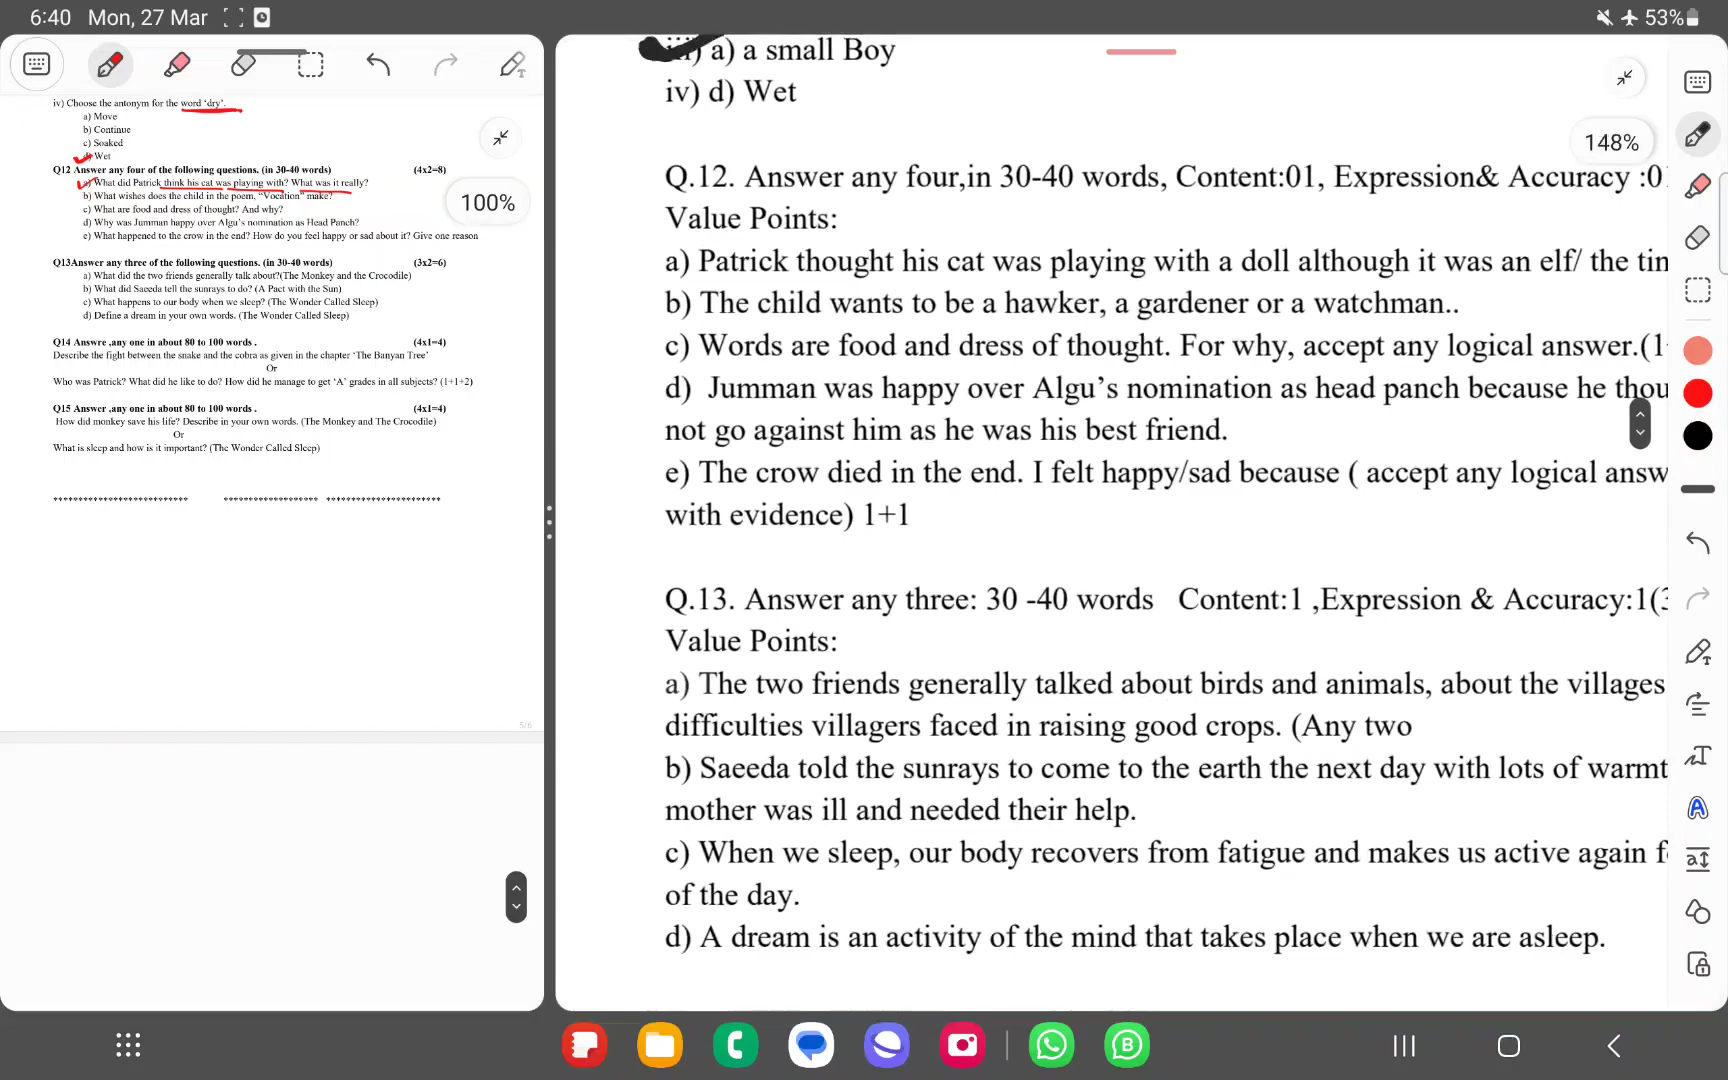 6:40 Mon, 27 Mar
53%
iv) Choose the antonym for the word ‘dry’.
a) Move
b) Continue
c) Soaked
Wet
Q12 Answer any four of the following questions. (in 30-40 words) (4x2=8)
a) What did Patrick think his cat was playing with? What was it really?
b) What wishes does the child in the poem, “Vocation” make?
c) What are food and dress of thought? And why?
d) Why was Jumman happy over Algu’s nomination as Head Panch?
e) What happened to the crow in the end? How do you feel happy or sad about it? Give one reason
Q13Answer any three of the following questions. (in 30-40 words) (3x2=6)
a) What did the two friends generally talk about?(The Monkey and the Crocodile)
b) What did Saeeda tell the sunrays to do? (A Pact with the Sun)
c) What happens to our body when we sleep? (The Wonder Called Sleep)
d) Define a dream in your own words. (The Wonder Called Sleep)
Q14 Answre ,any one in about 80 to 100 words . (4x1=4)
Describe the fight between the snake and the cobra as given in the chapter ‘The Banyan Tree’
Or
Who was Patrick? What did he like to do? How did he manage to get ‘A’ grades in all subjects? (1+1+2)
Q15 Answer ,any one in about 80 to 100 words . (4x1=4)
How did monkey save his life? Describe in your own words. (The Monkey and The Crocodile)
Or
What is sleep and how is it important? (The Wonder Called Sleep)
*************************** ******************* ***********************
5/6
100%
a) a small Boy
iv) d) Wet
148%
Q.12. Answer any four,in 30-40 words, Content:01, Expression& Accuracy :0
Value Points:
a) Patrick thought his cat was playing with a doll although it was an elf/ the tin
b) The child wants to be a hawker, a gardener or a watchman..
c) Words are food and dress of thought. For why, accept any logical answer.(1
d) Jumman was happy over Algu’s nomination as head panch because he thou
not go against him as he was his best friend.
e) The crow died in the end. I felt happy/sad because ( accept any logical answ
with evidence) 1+1
Q.13. Answer any three: 30 -40 words Content:1 ,Expression & Accuracy:1(3
Value Points:
a) The two friends generally talked about birds and animals, about the villages
difficulties villagers faced in raising good crops. (Any two
b) Saeeda told the sunrays to come to the earth the next day with lots of warmt
mother was ill and needed their help.
c) When we sleep, our body recovers from fatigue and makes us active again f
of the day.
d) A dream is an activity of the mind that takes place when we are asleep.